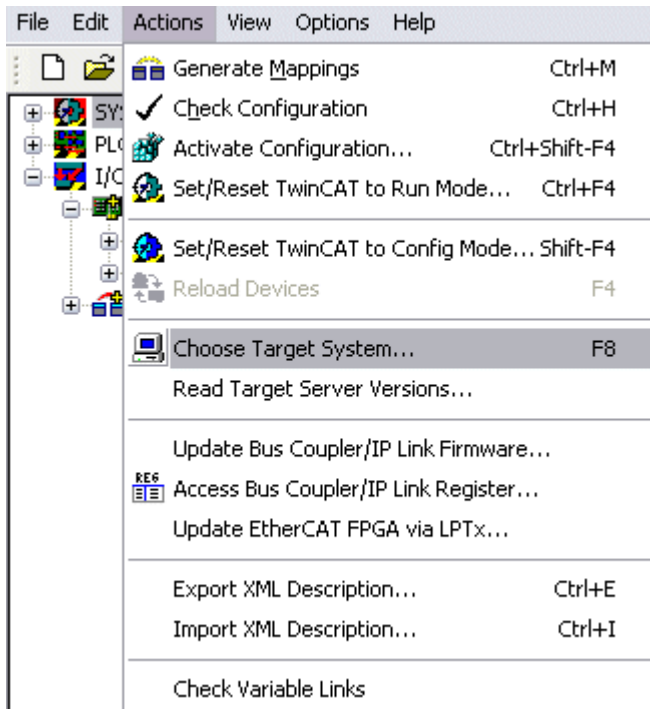 File Edit Actions View Options Help
Generate Mappings Ctrl+M
Check Configuration Ctrl+H
Activate Configuration... Ctrl+Shift-F4
Set/Reset TwinCAT to Run Mode... Ctrl+F4
Set/Reset TwinCAT to Config Mode... Shift-F4
Reload Devices F4
Choose Target System... F8
Read Target Server Versions...
Update Bus Coupler/IP Link Firmware...
REG Access Bus Coupler/IP Link Register...
Update EtherCAT FPGA via LPTx...
Export XML Description... Ctrl+E
Import XML Description... Ctrl+I
Check Variable Links